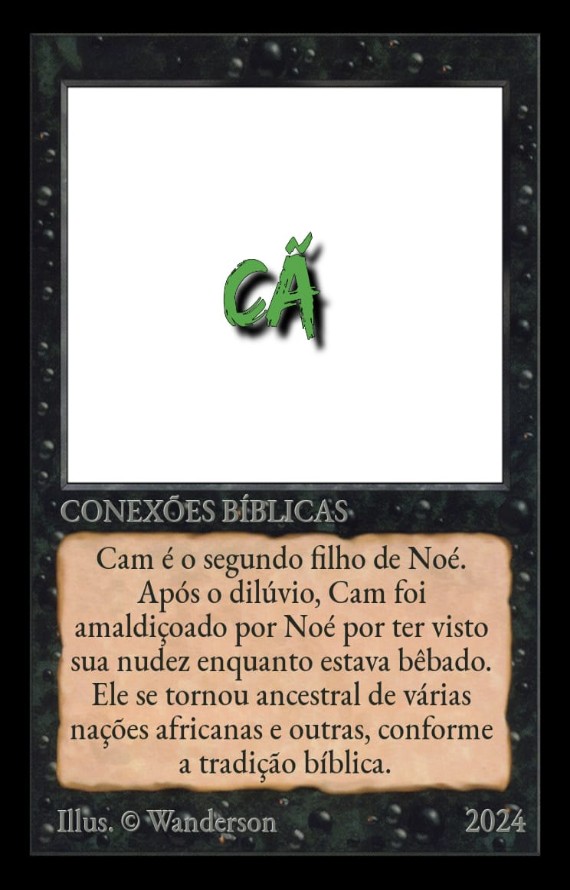 CÃ
CONEXÕES BÍBLICAS
Cam é o segundo filho de Noé.
Após o dilúvio, Cam foi
amaldiçoado por Noé por ter visto
sua nudez enquanto estava bêbado.
Ele se tornou ancestral de várias
nações africanas e outras, conforme
a tradição bíblica.
Illus. © Wanderson 2024